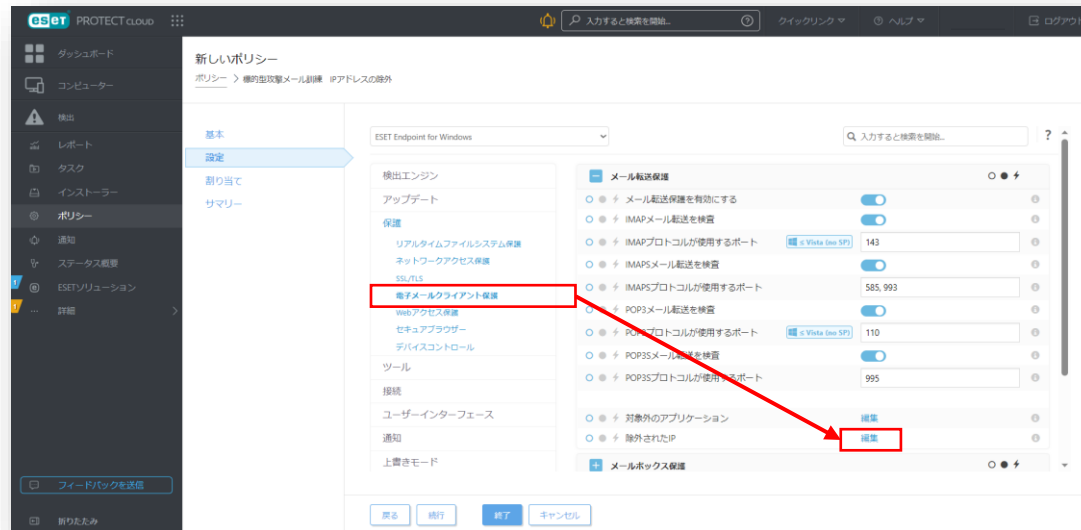 eset PROTECT CLOUD
入力すると検索を開始...
クイックリンク
ヘルプ
ログアウト
ダッシュボード
コンピューター
検出
レポート
タスク
インストーラー
ポリシー
通知
ステータス概要
ESETソリューション
詳細
フィードバックを送信
折りたたみ
新しいポリシー
ポリシー > 標的型攻撃メール訓練 IPアドレスの除外
基本
設定
割り当て
サマリー
ESET Endpoint for Windows
入力すると検索を開始...
?
検出エンジン
アップデート
保護
リアルタイムファイルシステム保護
ネットワークアクセス保護
SSL/TLS
電子メールクライアント保護
Webアクセス保護
セキュアブラウザー
デバイスコントロール
ツール
接続
ユーザーインターフェース
通知
上書きモード
メール転送保護
メール転送保護を有効にする
IMAPメール転送を検査
IMAPプロトコルが使用するポート ≤ Vista (no SP) 143
IMAPSメール転送を検査
IMAPSプロトコルが使用するポート 585, 993
POP3メール転送を検査
POP3プロトコルが使用するポート ≤ Vista (no SP) 110
POP3Sメール転送を検査
POP3Sプロトコルが使用するポート 995
対象外のアプリケーション 編集
除外されたIP 編集
メールボックス保護
戻る 続行 終了 キャンセル